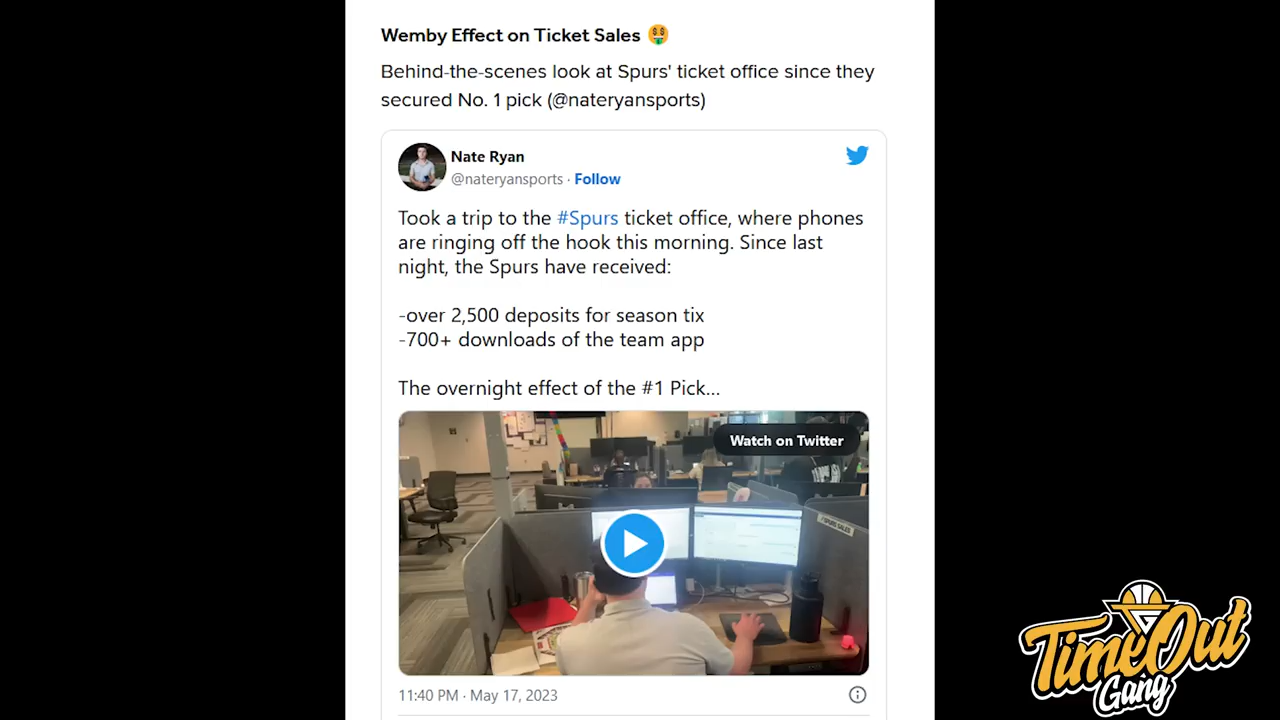 Wemby Effect on Ticket Sales 🤑
Behind-the-scenes look at Spurs' ticket office since they
secured No. 1 pick (@nateryansports)
Nate Ryan
@nateryansports · Follow
Took a trip to the #Spurs ticket office, where phones
are ringing off the hook this morning. Since last
night, the Spurs have received:
-over 2,500 deposits for season tix
-700+ downloads of the team app
The overnight effect of the #1 Pick...
Watch on Twitter
SPURS SALES
11:40 PM · May 17, 2023
TimeOut
Gang